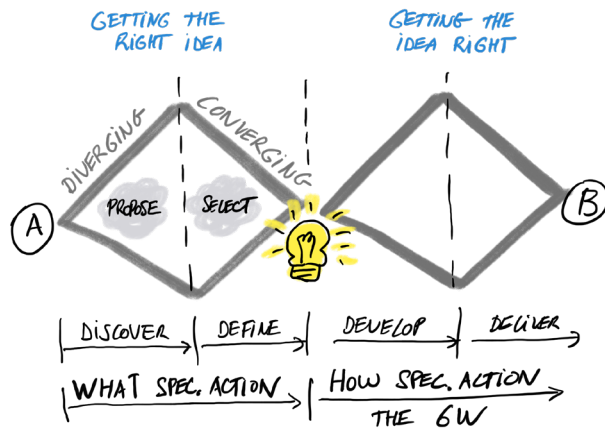 GETTING THE
RIGHT IDEA
GETTING THE
IDEA RIGHT
DIVERGING
CONVERGING
PROPOSE
SELECT
A
B
DISCOVER
DEFINE
DEVELOP
DELIVER
WHAT SPEC. ACTION
HOW SPEC. ACTION
THE 6W